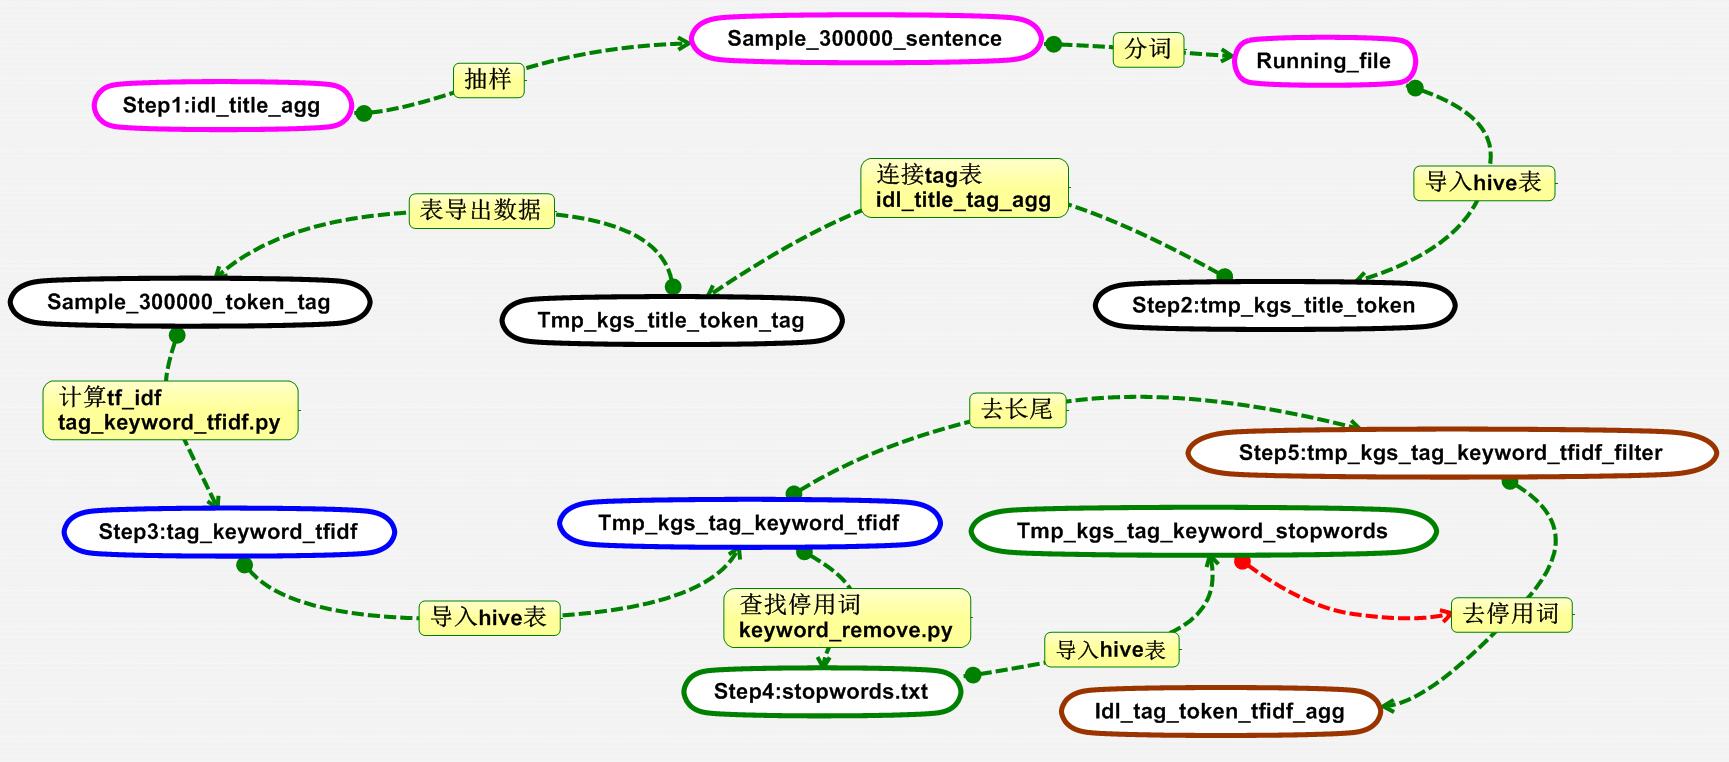 Sample_300000_sentence
分词
Running_file
抽样
Step1:idl_title_agg
连接tag表
idl_title_tag_agg
导入hive表
表导出数据
Sample_300000_token_tag
Tmp_kgs_title_token_tag
Step2:tmp_kgs_title_token
计算tf_idf
tag_keyword_tfidf.py
去长尾
Step5:tmp_kgs_tag_keyword_tfidf_filter
Step3:tag_keyword_tfidf
Tmp_kgs_tag_keyword_tfidf
Tmp_kgs_tag_keyword_stopwords
导入hive表
查找停用词
keyword_remove.py
去停用词
导入hive表
Step4:stopwords.txt
Idl_tag_token_tfidf_agg